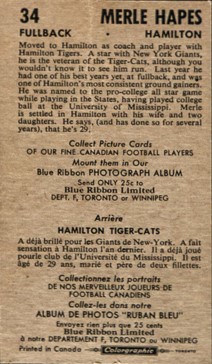 34 MERLE HAPES
FULLBACK • HAMILTON
Moved to Hamilton as coach and player with
Hamilton Tigers. A star with New York Giants,
he is the veteran of the Tiger-Cats, although you
wouldn't know it to see him run. Last year he
had one of his best years yet, at fullback, and was
one of Hamilton's most consistent ground gainers.
He was named to the pro-college all star game
while playing in the States, having played college
ball at the University of Mississippi. Merle
is settled in Hamilton with his wife and two
daughters. He says, (and has done so for several
years), that he's 29.
Collect Picture Cards
OF OUR FINE CANADIAN FOOTBALL PLAYERS
Mount them in Our
Blue Ribbon PHOTOGRAPH ALBUM
Send ONLY 25c to
Blue Ribbon Limited
DEPT. F, TORONTO or WINNIPEG
Arrière
HAMILTON TIGER-CATS
A déjà brillé pour les Giants de New-York. A fait
sensation à Hamilton l'an dernier. Il a déjà joué
pour le club de l'Université du Mississippi. Il est
âgé de 29 ans, marié et père de deux fillettes.
Collectionnez les portraits
DE NOS MERVEILLEUX JOUEURS DE
FOOTBALL CANADIENS
Collez-les dans notre
ALBUM DE PHOTOS "RUBAN BLEU"
Envoyez rien plus que 25 cents
Blue Ribbon Limited
à notre DEPARTEMENT F, TORONTO ou WINNIPEG
Printed in Canada Colorgraphic TORONTO